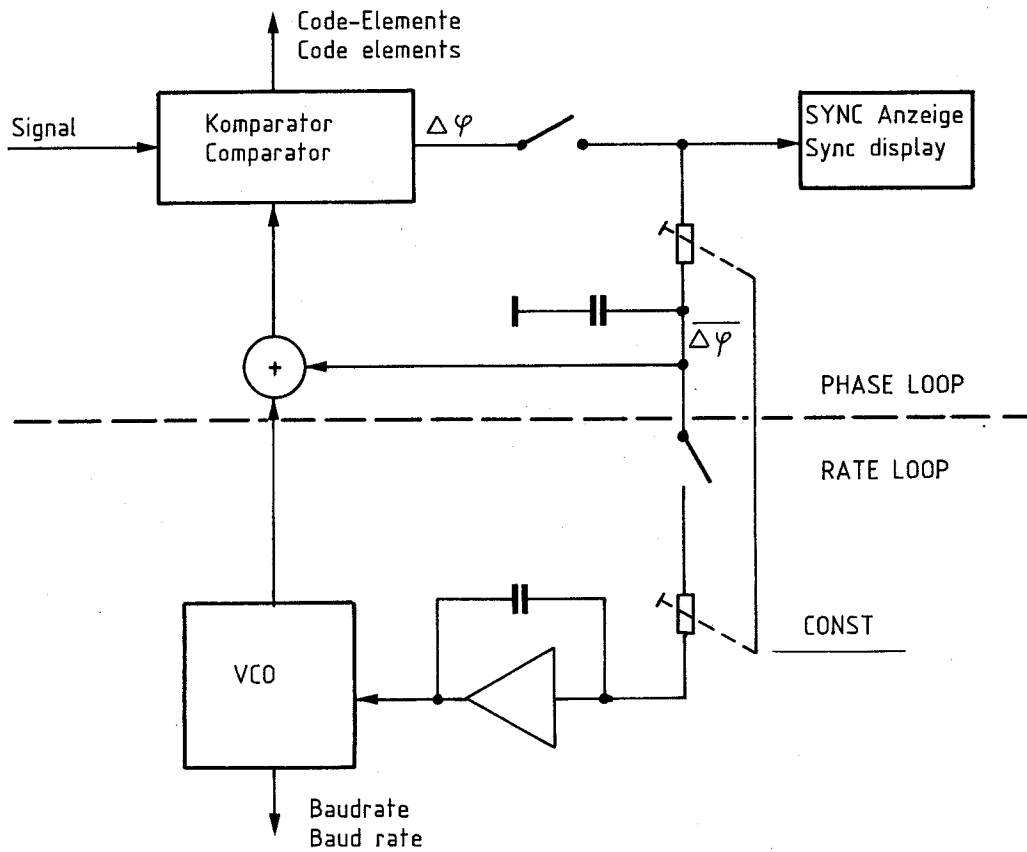 Code-Elemente
Code elements
Signal
Komparator
Comparator
Δφ
SYNC Anzeige
Sync display
Δφ
+
PHASE LOOP
RATE LOOP
CONST
VCO
Baudrate
Baud rate